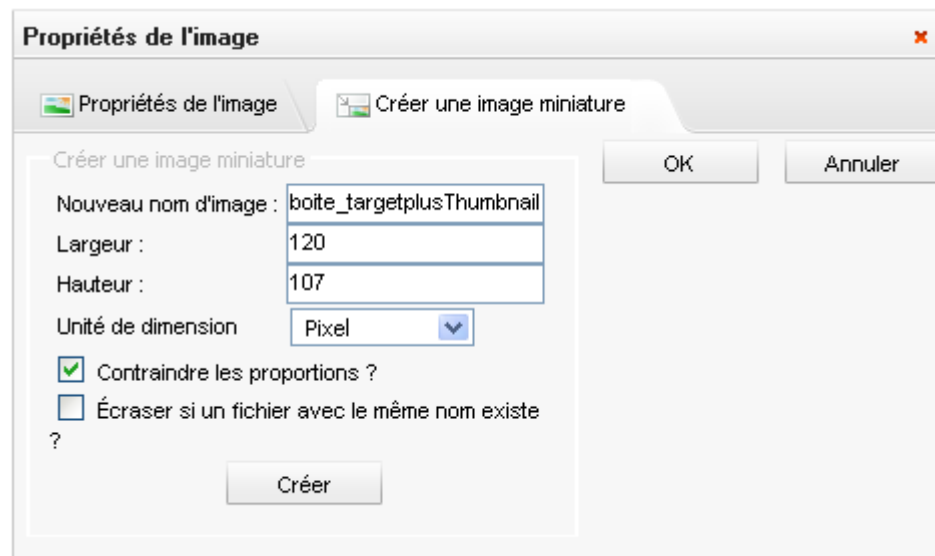 Propriétés de l'image
Propriétés de l'image
Créer une image miniature
Créer une image miniature
OK
Annuler
Nouveau nom d'image : boite_targetplusThumbnail
Largeur : 120
Hauteur : 107
Unité de dimension Pixel
Contraindre les proportions ?
Écraser si un fichier avec le même nom existe
?
Créer